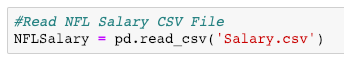 #Read NFL Salary CSV File
NFLSalary = pd.read_csv('Salary.csv')